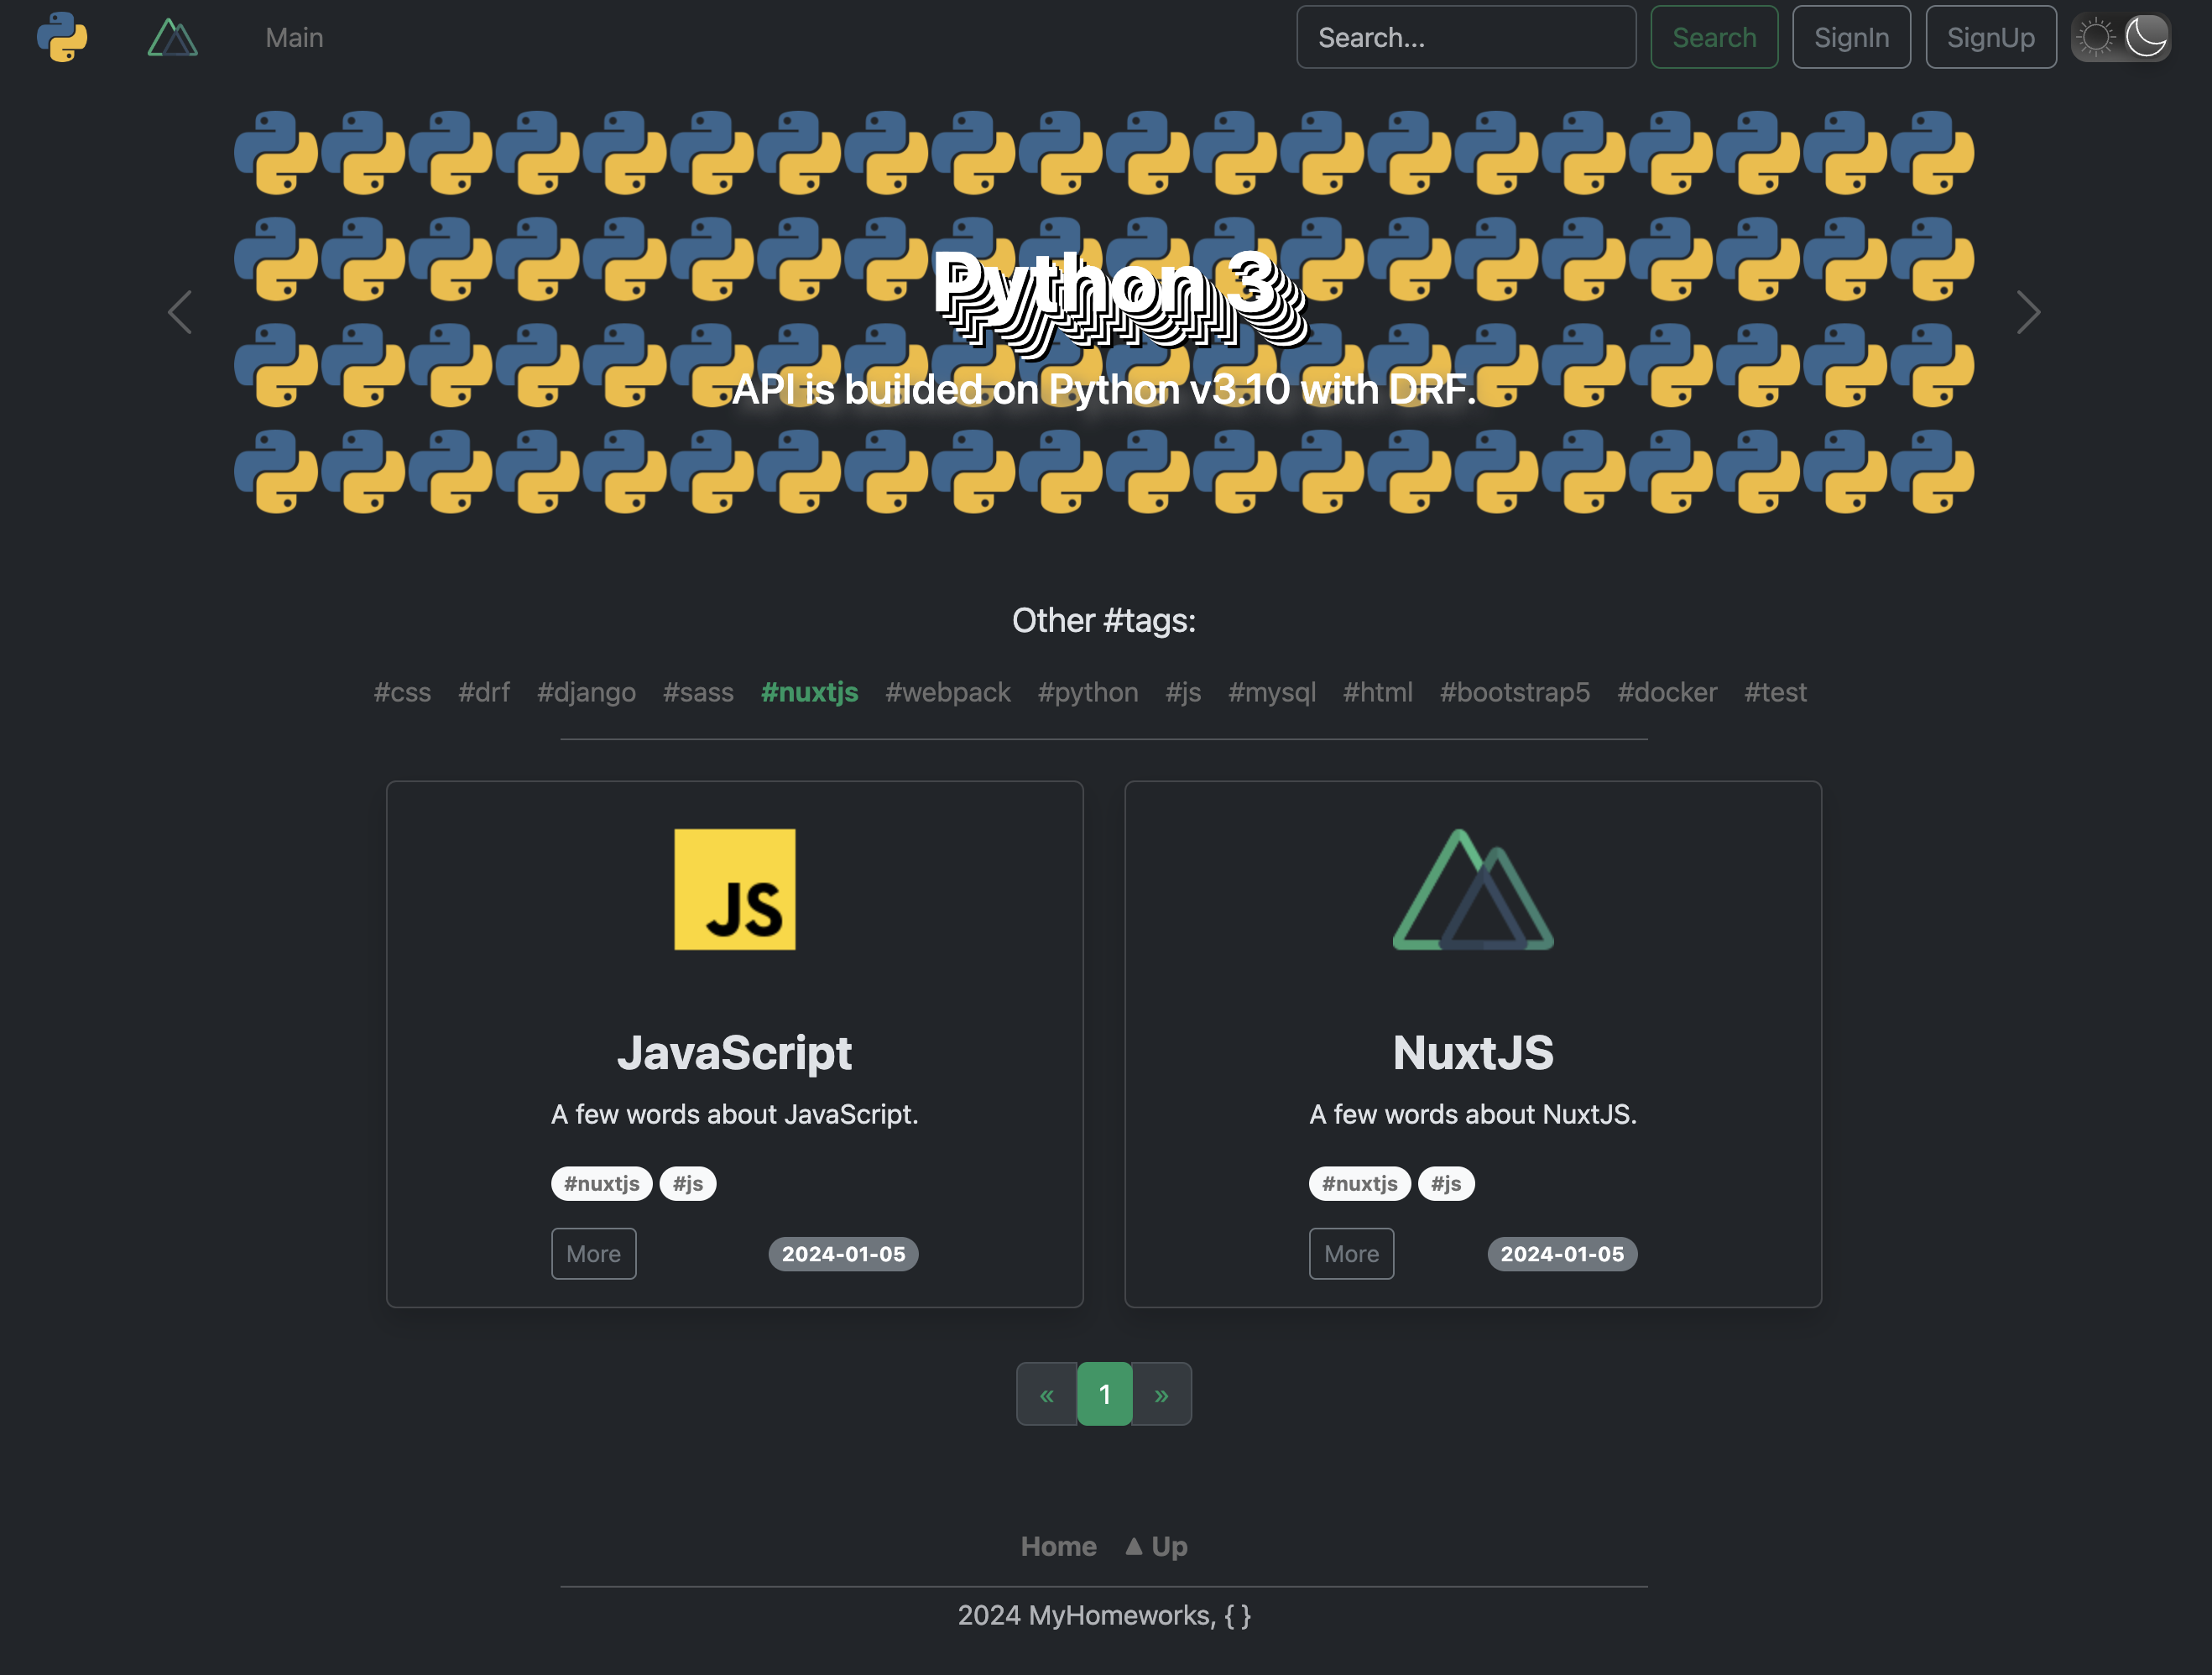 Main Search... Search SignIn SignUp
Python 3
API is builded on Python v3.10 with DRF.
Other #tags:
#css #drf #django #sass #nuxtjs #webpack #python #js #mysql #html #bootstrap5 #docker #test
JS
JavaScript
A few words about JavaScript.
#nuxtjs #js
More 2024-01-05
NuxtJS
A few words about NuxtJS.
#nuxtjs #js
More 2024-01-05
« 1 »
Home ▲ Up
2024 MyHomeworks, { }